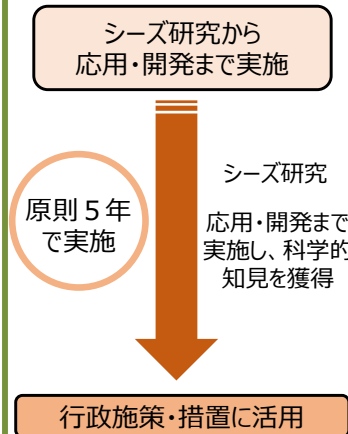 シーズ研究から
応用・開発まで実施
原則５年
で実施
シーズ研究
応用・開発まで
実施し、科学的
知見を獲得
行政施策・措置に活用